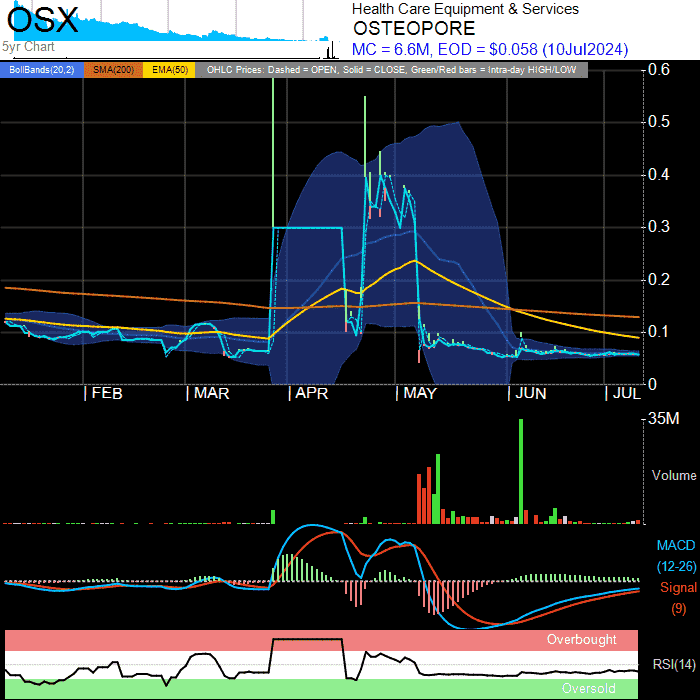 OSX
5yr Chart
Health Care Equipment & Services
OSTEOPORE
MC = 6.6M, EOD = $0.058 (10Jul2024)
BollBands(20,2) SMA(200) EMA(50) OHLC Prices: Dashed = OPEN, Solid = CLOSE, Green/Red bars = Intra-day HIGH/LOW
0.6
0.5
0.4
0.3
0.2
0.1
0
| FEB | MAR | APR | MAY | JUN | JUL
35M
Volume
MACD
(12-26)
Signal
(9)
Overbought
RSI(14)
Oversold